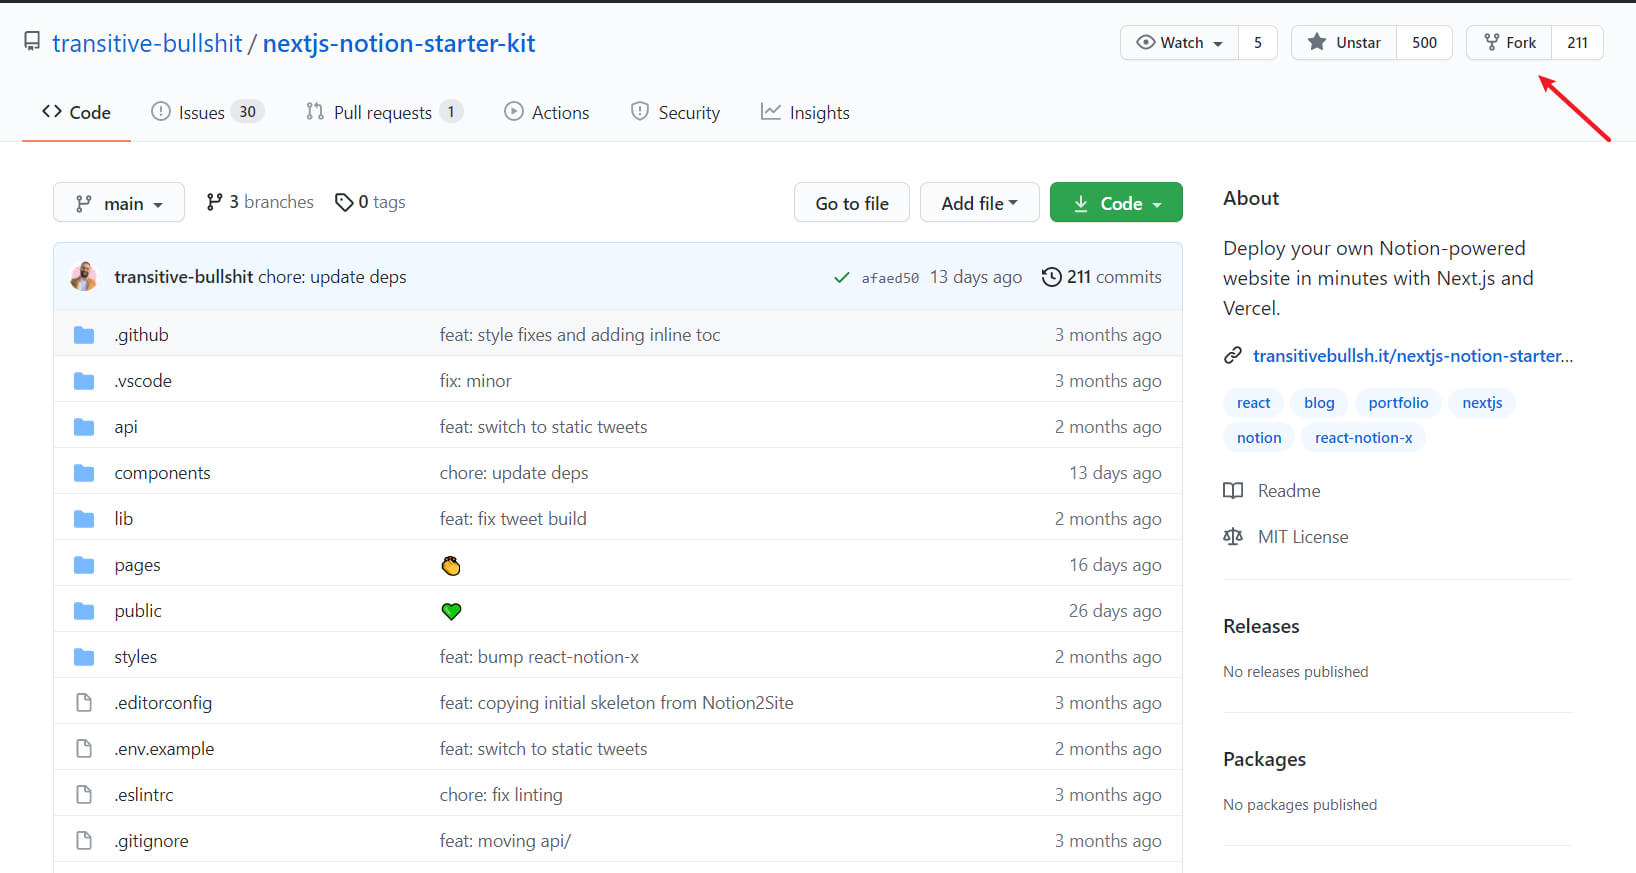 transitive-bullshit / nextjs-notion-starter-kit
Watch 5 Unstar 500 Fork 211
Code Issues 30 Pull requests 1 Actions Security Insights
main 3 branches 0 tags Go to file Add file Code
transitive-bullshit chore: update deps afaed50 13 days ago 211 commits
.github feat: style fixes and adding inline toc 3 months ago
.vscode fix: minor 3 months ago
api feat: switch to static tweets 2 months ago
components chore: update deps 13 days ago
lib feat: fix tweet build 2 months ago
pages 👏 16 days ago
public 💚 26 days ago
styles feat: bump react-notion-x 2 months ago
.editorconfig feat: copying initial skeleton from Notion2Site 3 months ago
.env.example feat: switch to static tweets 2 months ago
.eslintrc chore: fix linting 3 months ago
.gitignore feat: moving api/ 3 months ago
About
Deploy your own Notion-powered
website in minutes with Next.js and
Vercel.
transitivebullsh.it/nextjs-notion-starter...
react blog portfolio nextjs
notion react-notion-x
Readme
MIT License
Releases
No releases published
Packages
No packages published